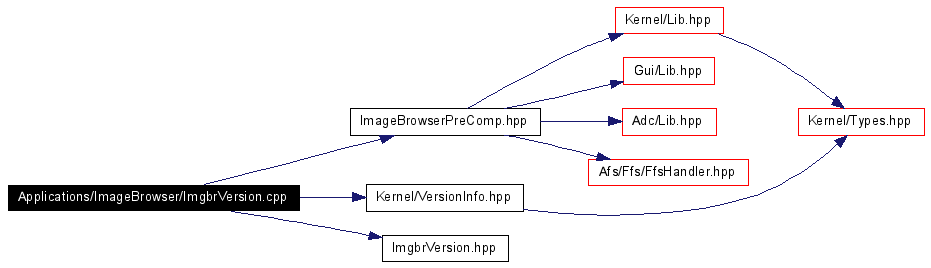 Kernel/Lib.hpp
Gui/Lib.hpp
ImageBrowserPreComp.hpp
Adc/Lib.hpp
Kernel/Types.hpp
Afs/Ffs/FfsHandler.hpp
Applications/ImageBrowser/ImgbrVersion.cpp
Kernel/VersionInfo.hpp
ImgbrVersion.hpp